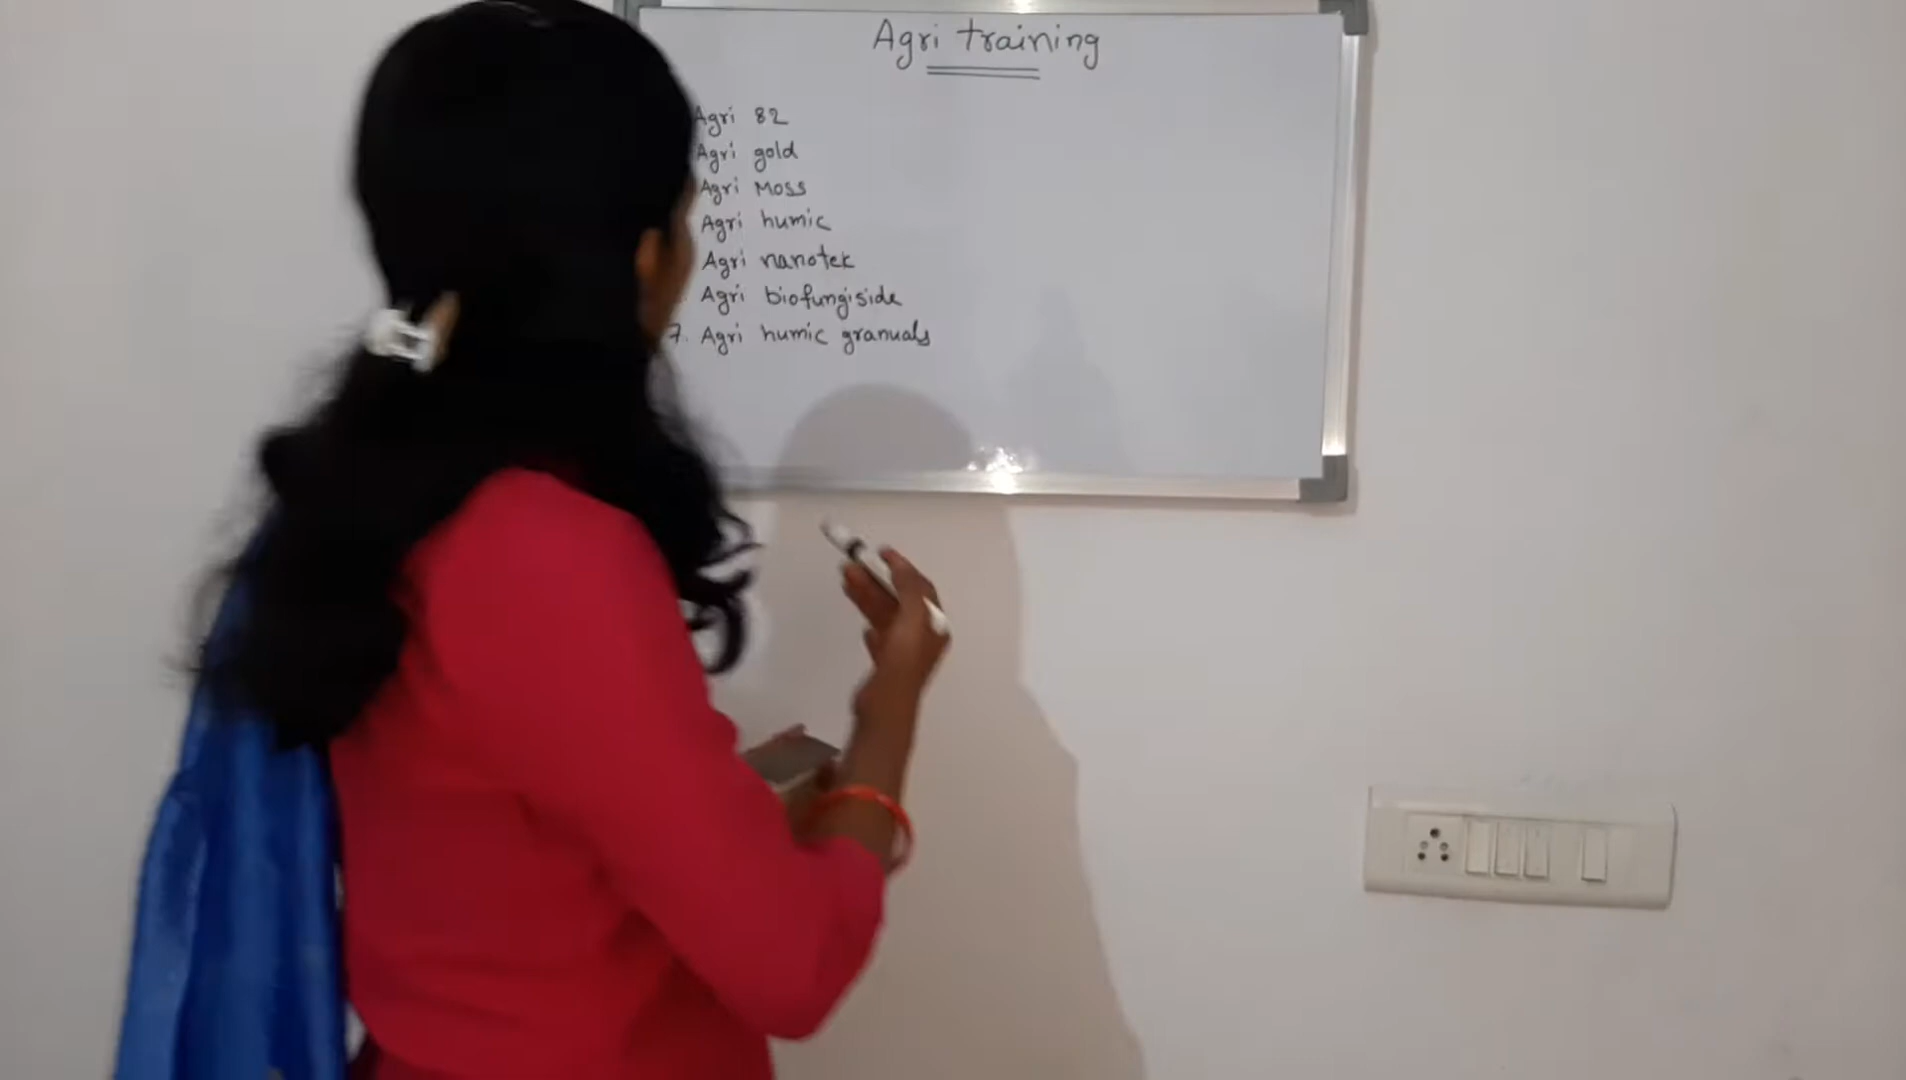 Agri training
Agri 82
Agri gold
Agri Moss
Agri humic
Agri nanotek
Agri biofungiside
7. Agri humic granuals